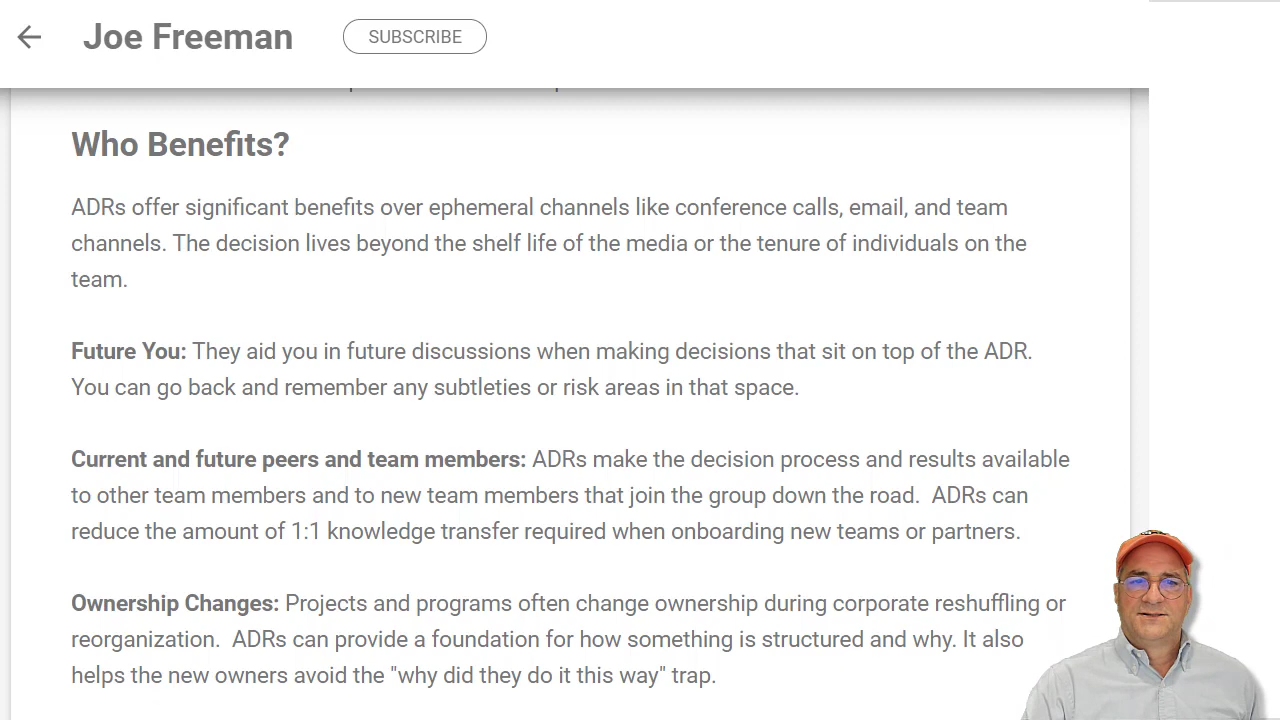 Joe Freeman
SUBSCRIBE
Who Benefits?
ADRs offer significant benefits over ephemeral channels like conference calls, email, and team
channels. The decision lives beyond the shelf life of the media or the tenure of individuals on the
team.
Future You: They aid you in future discussions when making decisions that sit on top of the ADR.
You can go back and remember any subtleties or risk areas in that space.
Current and future peers and team members: ADRs make the decision process and results available
to other team members and to new team members that join the group down the road.  ADRs can
reduce the amount of 1:1 knowledge transfer required when onboarding new teams or partners.
Ownership Changes: Projects and programs often change ownership during corporate reshuffling or
reorganization.  ADRs can provide a foundation for how something is structured and why. It also
helps the new owners avoid the "why did they do it this way" trap.